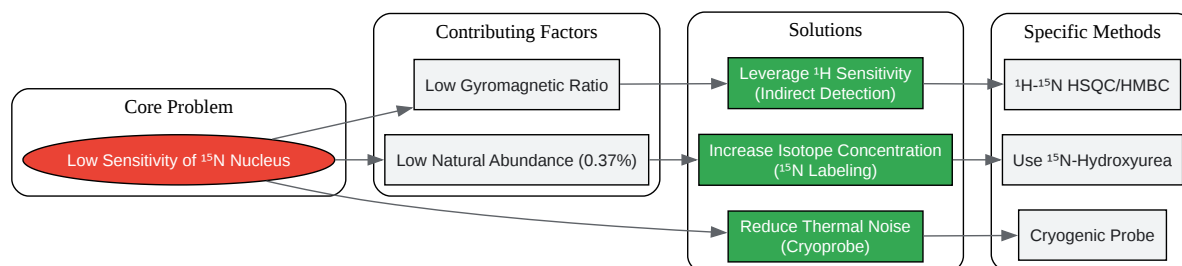 Core Problem
Low Sensitivity of ¹⁵N Nucleus
Contributing Factors
Low Gyromagnetic Ratio
Low Natural Abundance (0.37%)
Solutions
Leverage ¹H Sensitivity
(Indirect Detection)
Increase Isotope Concentration
(¹⁵N Labeling)
Reduce Thermal Noise
(Cryoprobe)
Specific Methods
¹H-¹⁵N HSQC/HMBC
Use ¹⁵N-Hydroxyurea
Cryogenic Probe